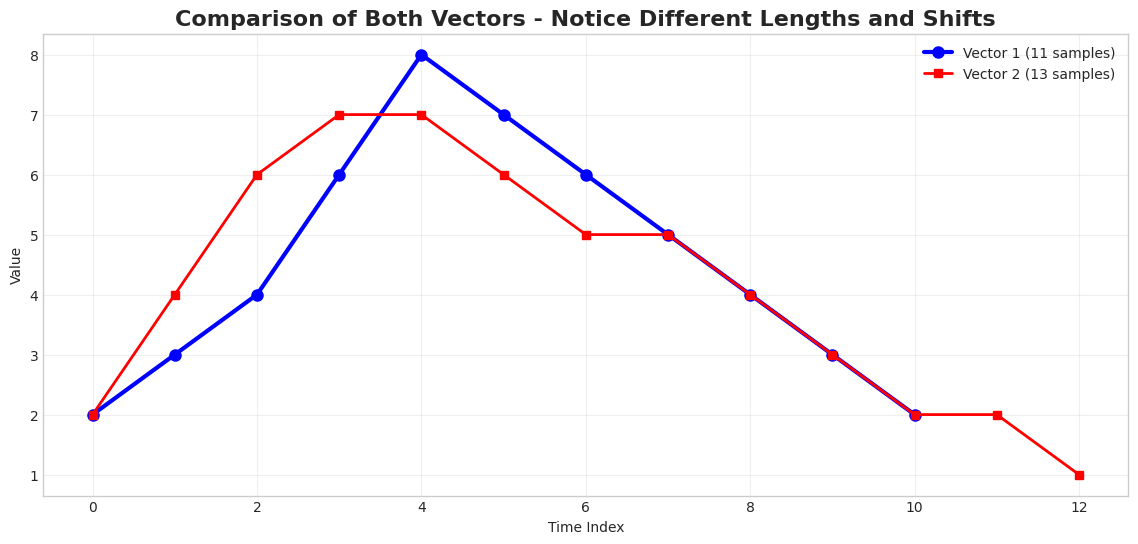 Comparison of Both Vectors - Notice Different Lengths and Shifts
Vector 1 (11 samples)
Vector 2 (13 samples)
Value
8
7
6
5
4
3
2
1
0 2 4 6 8 10 12
Time Index